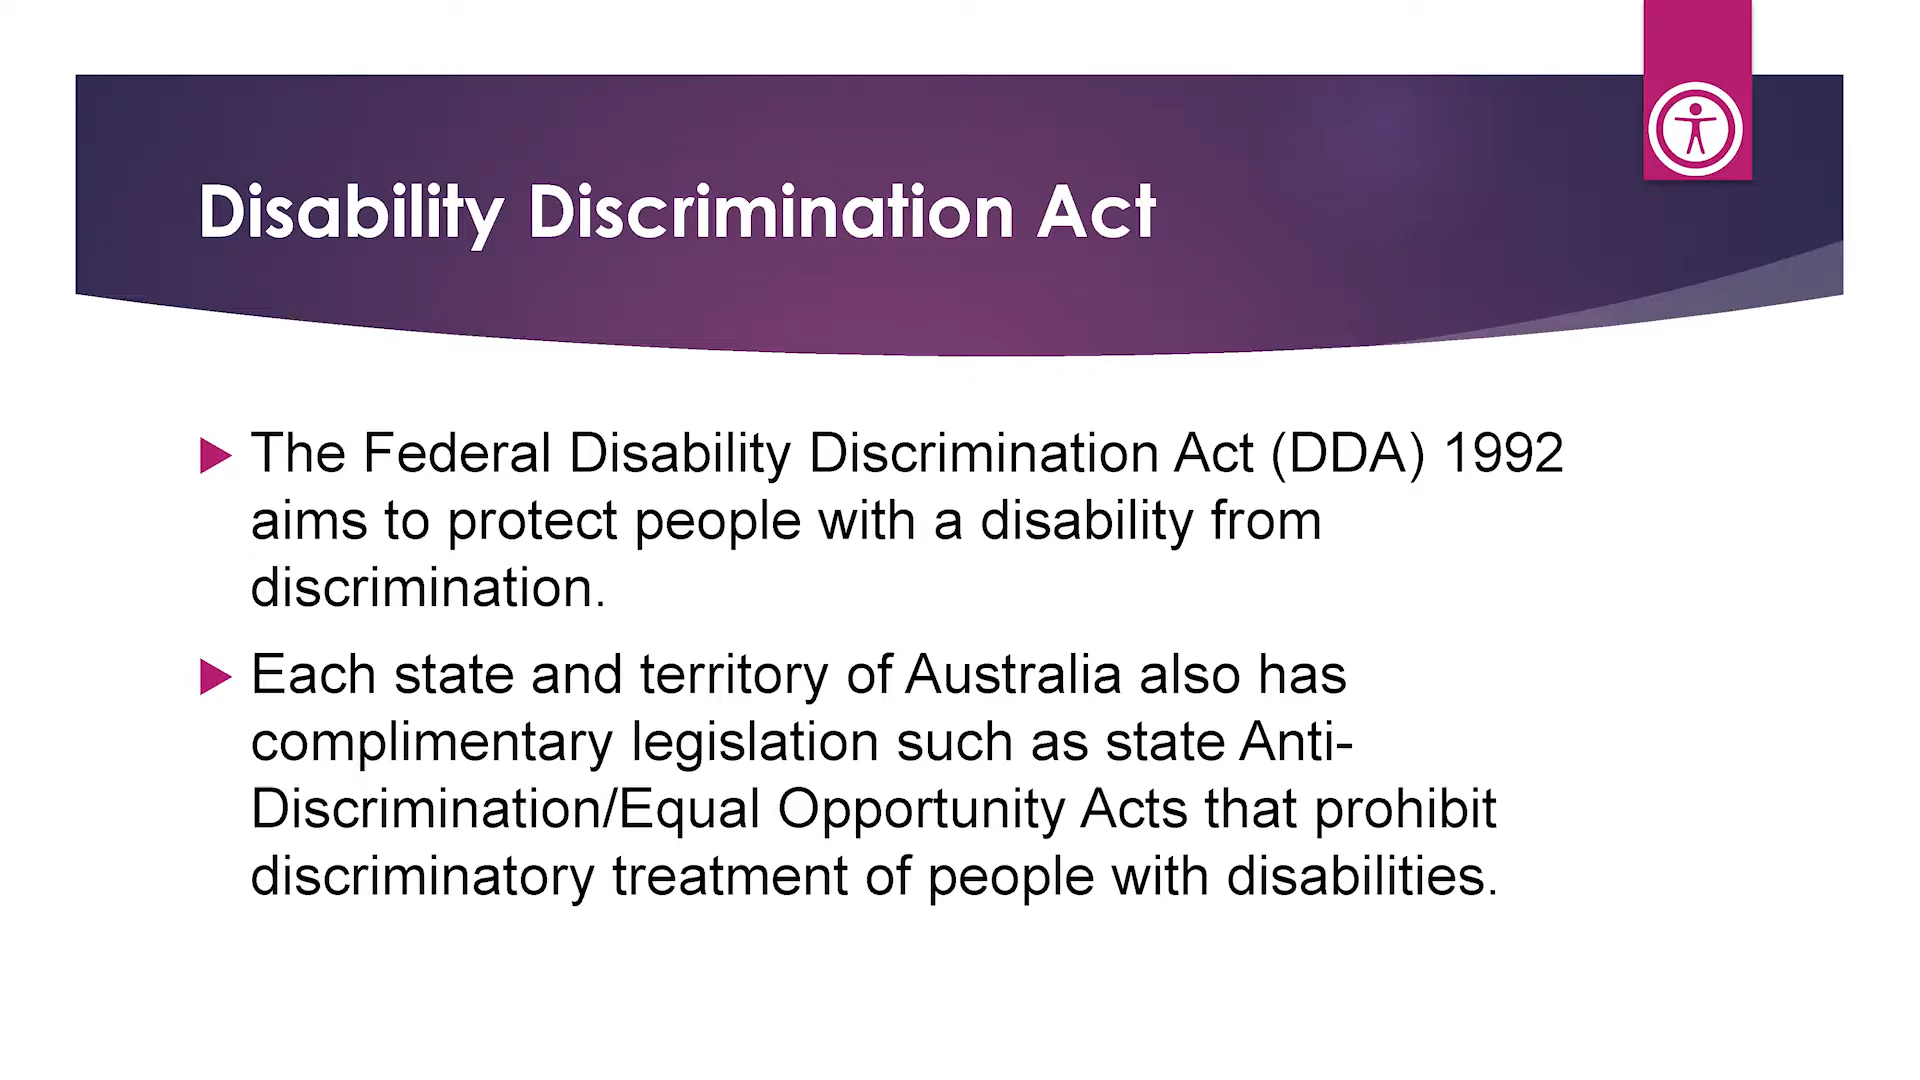 Disability Discrimination Act
The Federal Disability Discrimination Act (DDA) 1992
aims to protect people with a disability from
discrimination.
Each state and territory of Australia also has
complimentary legislation such as state Anti-
Discrimination/Equal Opportunity Acts that prohibit
discriminatory treatment of people with disabilities.